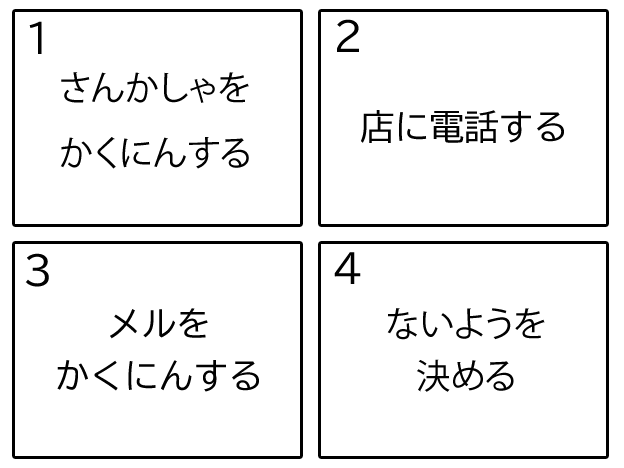 1
さんかしゃを
かくにんする
2
店に電話する
3
メルを
かくにんする
4
ないようを
決める